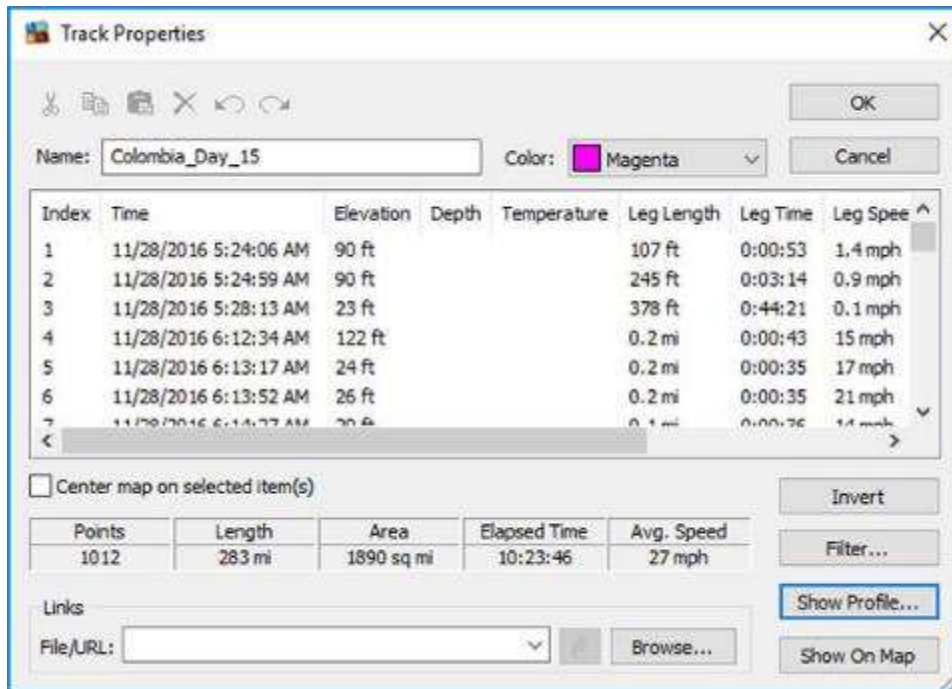 Track Properties
OK
Name: Colombia_Day_15 Color: Magenta Cancel
Index Time Elevation Depth Temperature Leg Length Leg Time Leg Spee
1 11/28/2016 5:24:06 AM 90 ft 107 ft 0:00:53 1.4 mph
2 11/28/2016 5:24:59 AM 90 ft 245 ft 0:03:14 0.9 mph
3 11/28/2016 5:28:13 AM 23 ft 378 ft 0:44:21 0.1 mph
4 11/28/2016 6:12:34 AM 122 ft 0.2 mi 0:00:43 15 mph
5 11/28/2016 6:13:17 AM 24 ft 0.2 mi 0:00:35 17 mph
6 11/28/2016 6:13:52 AM 26 ft 0.2 mi 0:00:35 21 mph
7 11/28/2016 6:14:27 AM
Center map on selected item(s)
Invert
Points Length Area Elapsed Time Avg. Speed
1012 283 mi 1890 sq mi 10:23:46 27 mph
Filter...
Links
Show Profile...
File/URL: Browse...
Show On Map